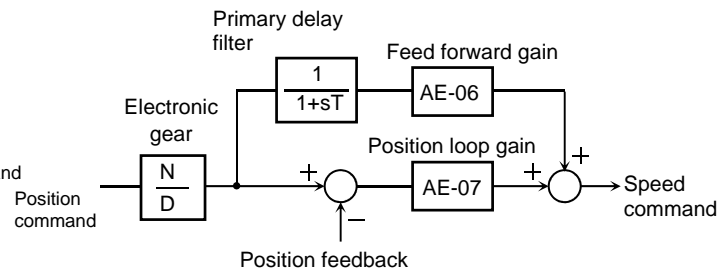 Primary delay
filter
Feed forward gain
1
1+sT
AE-06
Electronic
gear
Position loop gain
N
D
+
+
+
AE-07
−
nd
Position
command
Speed
command
Position feedback